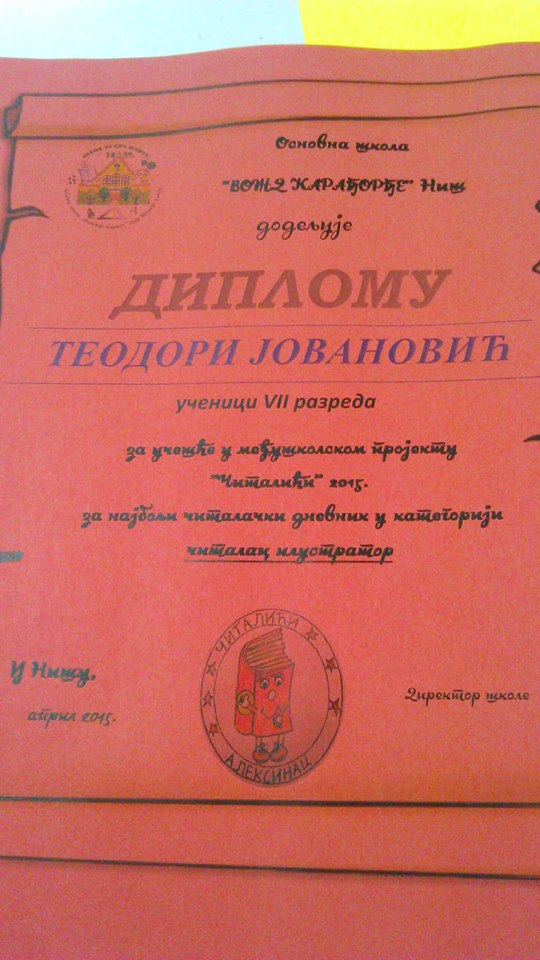 Основна школа
"ВОЖД КАРАЂОРЂЕ" Ниш
додељује
ДИПЛОМУ
ТЕОДОРИ ЈОВАНОВИЋ
ученици VII разреда
за учешће у међушколском пројекту
"Читалићи" 2015.
за најбољи читалачки дневник у категорији
читалац илустратор
ЧИТАЛИЋИ
АЛЕКСИНАЦ
У Нишу,
април 2015.
Директор школе